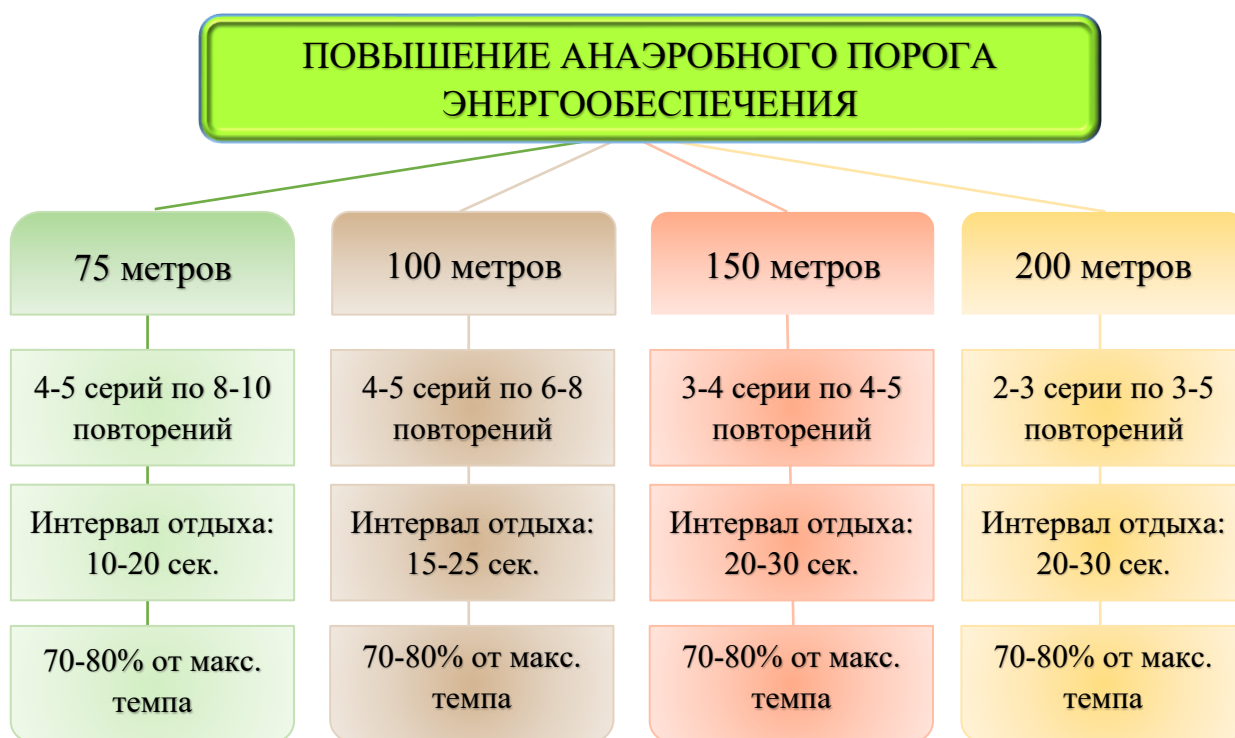 ПОВЫШЕНИЕ АНАЭРОБНОГО ПОРОГА
ЭНЕРГООБЕСПЕЧЕНИЯ
75 метров
4-5 серий по 8-10
повторений
Интервал отдыха:
10-20 сек.
70-80% от макс.
темпа
100 метров
4-5 серий по 6-8
повторений
Интервал отдыха:
15-25 сек.
70-80% от макс.
темпа
150 метров
3-4 серии по 4-5
повторений
Интервал отдыха:
20-30 сек.
70-80% от макс.
темпа
200 метров
2-3 серии по 3-5
повторений
Интервал отдыха:
20-30 сек.
70-80% от макс.
темпа